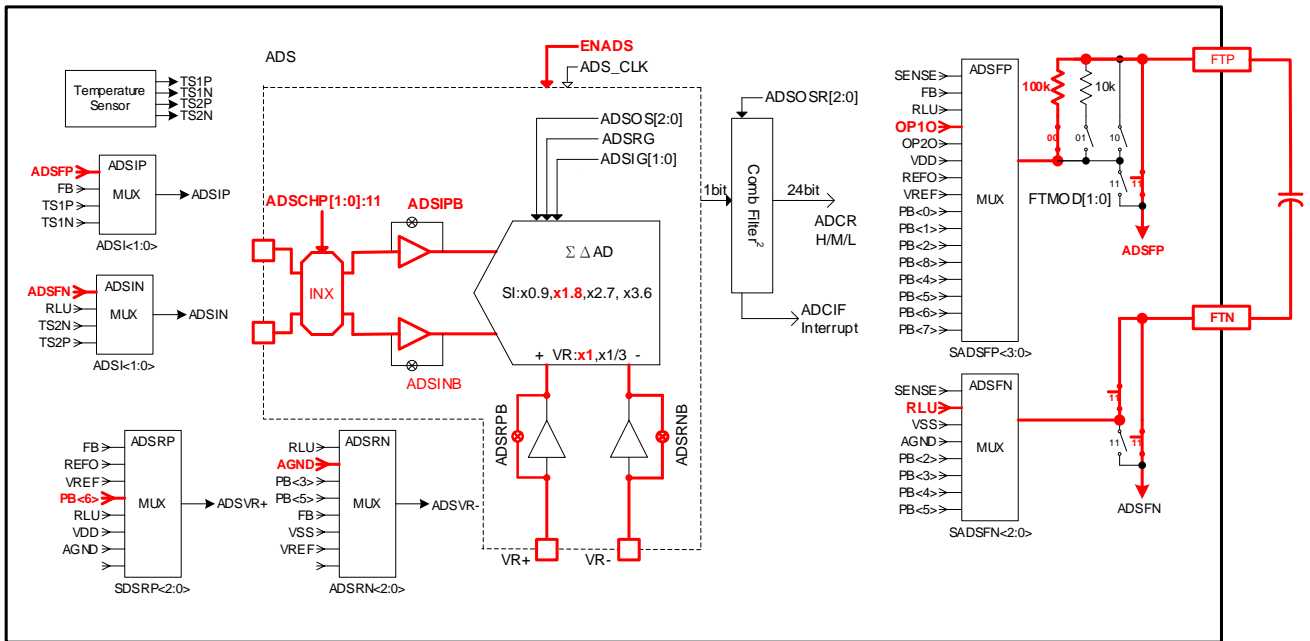 Temperature
Sensor
TS1P
TS1N
TS2P
TS2N
ADSFP
FB
TS1P
TS1N
ADSIP
MUX
ADSIP
ADSI<1:0>
ADSFN
RLU
TS2N
TS2P
ADSIN
MUX
ADSIN
ADSI<1:0>
FB
REFO
VREF
PB<6>
RLU
VDD
AGND
ADSRP
MUX
ADSVR+
SDSRP<2:0>
RLU
AGND
PB<3>
PB<5>
FB
VSS
VREF
ADSRN
MUX
ADSVR-
ADSRN<2:0>
ADS
ENADS
ADS_CLK
ADSOS[2:0]
ADSRG
ADSIG[1:0]
ADSCHP[1:0]:11
ADSIPB
INX
ADSINB
ΣΔAD
SI:x0.9,x1.8,x2.7, x3.6
+ VR:x1,x1/3 -
ADSRPB
ADSRNB
VR+
VR-
ADSOSR[2:0]
1bit
Comb Filter²
24bit
ADCR
H/M/L
ADCIF
Interrupt
SENSE
FB
RLU
OP1O
OP2O
VDD
REFO
VREF
PB<0>
PB<1>
PB<2>
PB<8>
PB<4>
PB<5>
PB<6>
PB<7>
ADSFP
MUX
SADSFP<3:0>
100k
10k
00
01
10
11
11
FTMOD[1:0]
ADSFP
FTP
SENSE
RLU
VSS
AGND
PB<2>
PB<3>
PB<4>
PB<5>
ADSFN
MUX
SADSFN<2:0>
11
11
11
ADSFN
FTN